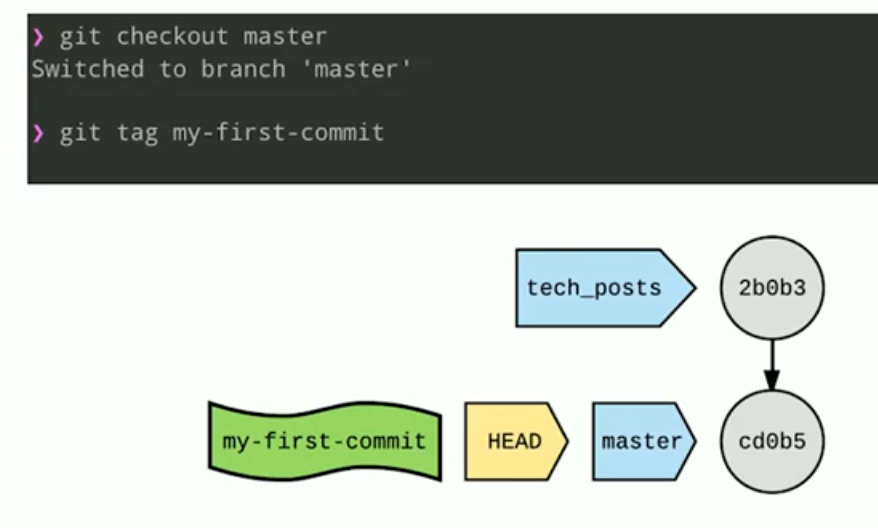 ❯ git checkout master
Switched to branch 'master'
❯ git tag my-first-commit
tech_posts 2b0b3
my-first-commit HEAD master cd0b5